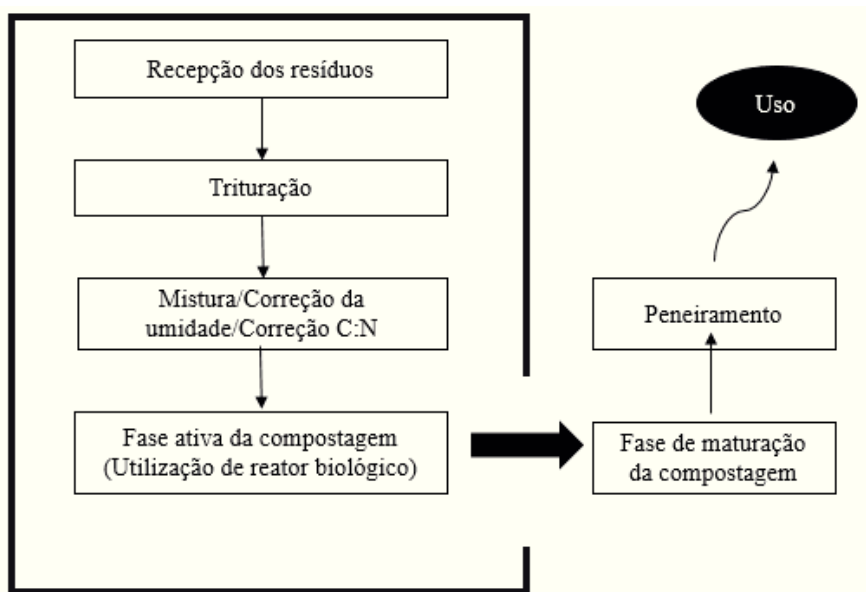 Recepção dos resíduos
Trituração
Mistura/Correção da
umidade/Correção C:N
Fase ativa da compostagem
(Utilização de reator biológico)
Fase de maturação
da compostagem
Peneiramento
Uso